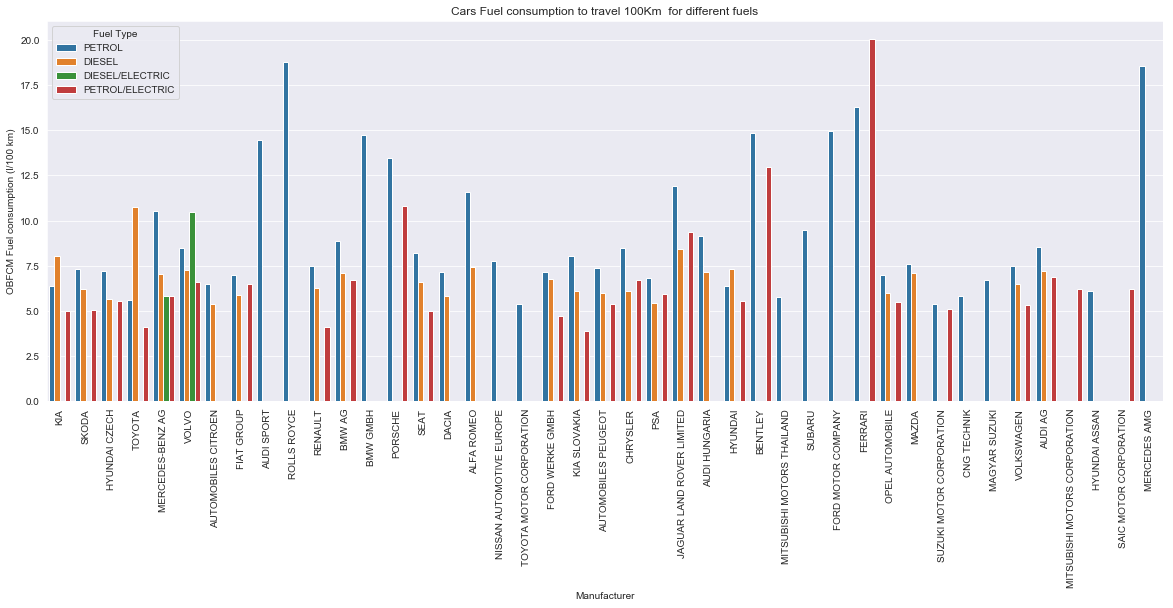 Cars Fuel consumption to travel 100Km  for different fuels
Fuel Type
PETROL
DIESEL
DIESEL/ELECTRIC
PETROL/ELECTRIC
OBFCM Fuel consumption (l/100 km)
20.0
17.5
15.0
12.5
10.0
7.5
5.0
2.5
0.0
KIA
SKODA
HYUNDAI CZECH
TOYOTA
MERCEDES-BENZ AG
VOLVO
AUTOMOBILES CITROEN
FIAT GROUP
AUDI SPORT
ROLLS ROYCE
RENAULT
BMW AG
BMW GMBH
PORSCHE
SEAT
DACIA
ALFA ROMEO
NISSAN AUTOMOTIVE EUROPE
TOYOTA MOTOR CORPORATION
FORD WERKE GMBH
KIA SLOVAKIA
AUTOMOBILES PEUGEOT
CHRYSLER
PSA
JAGUAR LAND ROVER LIMITED
AUDI HUNGARIA
HYUNDAI
BENTLEY
MITSUBISHI MOTORS THAILAND
SUBARU
FORD MOTOR COMPANY
FERRARI
OPEL AUTOMOBILE
MAZDA
SUZUKI MOTOR CORPORATION
CNG TECHNIK
MAGYAR SUZUKI
VOLKSWAGEN
AUDI AG
MITSUBISHI MOTORS CORPORATION
HYUNDAI ASSAN
SAIC MOTOR CORPORATION
MERCEDES AMG
Manufacturer